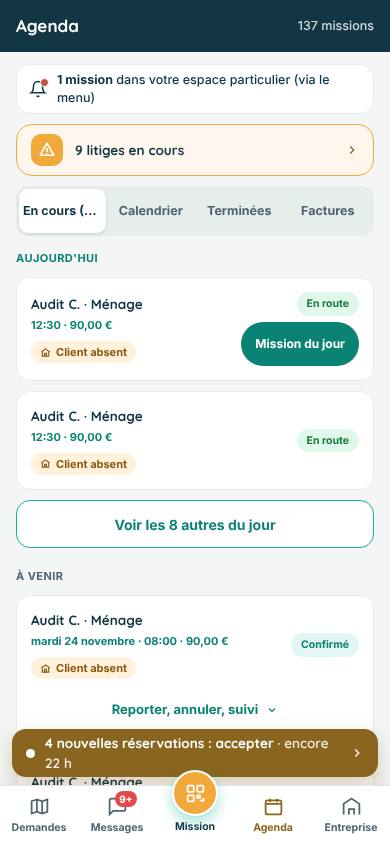 Agenda
137 missions
1 mission dans votre espace particulier (via le
menu)
9 litiges en cours
En cours (...
Calendrier
Terminées
Factures
AUJOURD'HUI
Audit C. · Ménage
En route
12:30 · 90,00 €
Mission du jour
Client absent
Audit C. · Ménage
12:30 · 90,00 €
En route
Client absent
Voir les 8 autres du jour
À VENIR
Audit C. · Ménage
mardi 24 novembre · 08:00 · 90,00 €
Confirmé
Client absent
Reporter, annuler, suivi
4 nouvelles réservations : accepter · encore
22 h
Audit C. · Ménage
9+
Demandes
Messages
Mission
Agenda
Entreprise